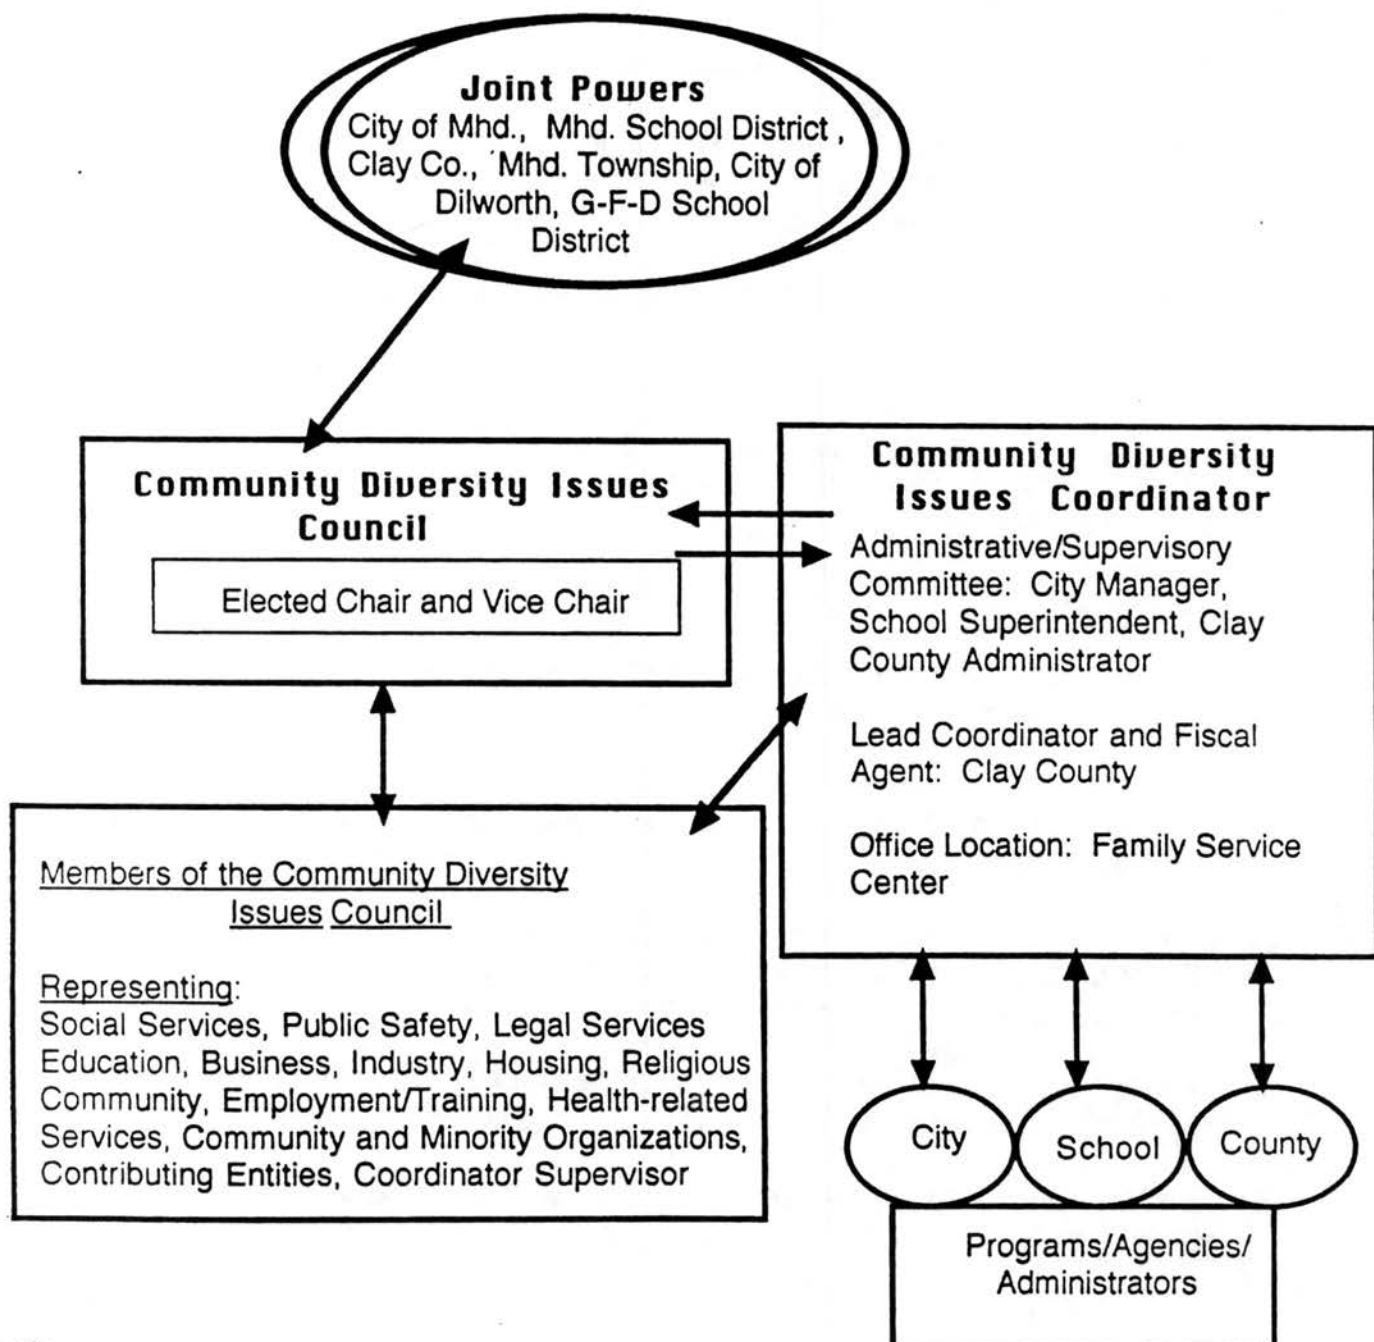 Joint Powers
City of Mhd., Mhd. School District ,
Clay Co., Mhd. Township, City of
Dilworth, G-F-D School
District
Community Diversity Issues
Council
Elected Chair and Vice Chair
Community Diversity
Issues Coordinator
Administrative/Supervisory
Committee: City Manager,
School Superintendent, Clay
County Administrator
Lead Coordinator and Fiscal
Agent: Clay County
Office Location: Family Service
Center
Members of the Community Diversity
Issues Council
Representing:
Social Services, Public Safety, Legal Services
Education, Business, Industry, Housing, Religious
Community, Employment/Training, Health-related
Services, Community and Minority Organizations,
Contributing Entities, Coordinator Supervisor
City
School
County
Programs/Agencies/
Administrators